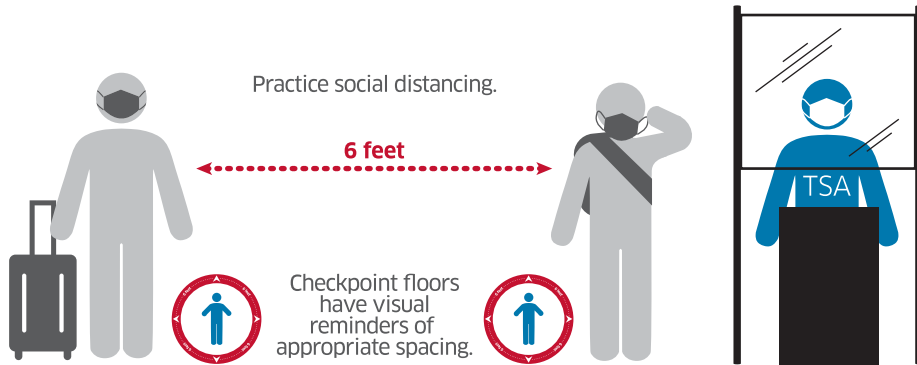 Practice social distancing.
6 feet
TSA
Checkpoint floors
have visual
reminders of
appropriate spacing.